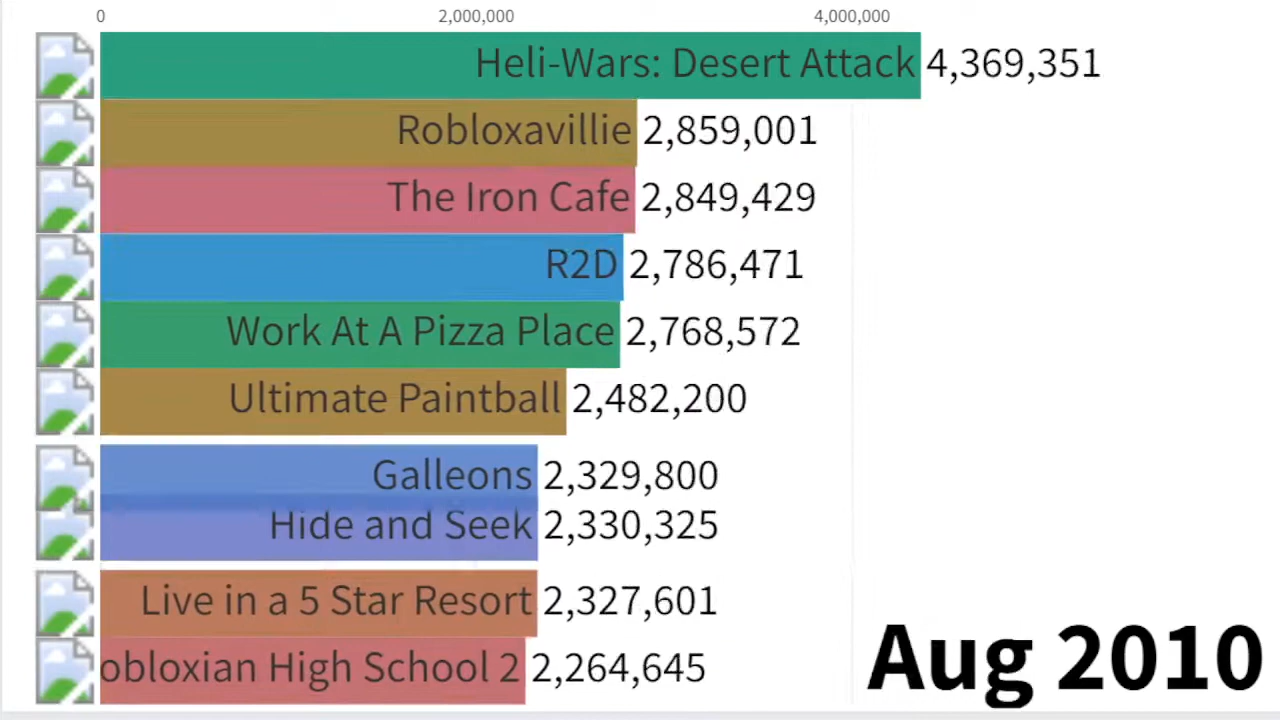 0 2,000,000 4,000,000
Heli-Wars: Desert Attack 4,369,351
Robloxavillie 2,859,001
The Iron Cafe 2,849,429
R2D 2,786,471
Work At A Pizza Place 2,768,572
Ultimate Paintball 2,482,200
Galleons 2,329,800
Hide and Seek 2,330,325
Live in a 5 Star Resort 2,327,601
obloxian High School 2 2,264,645
Aug 2010